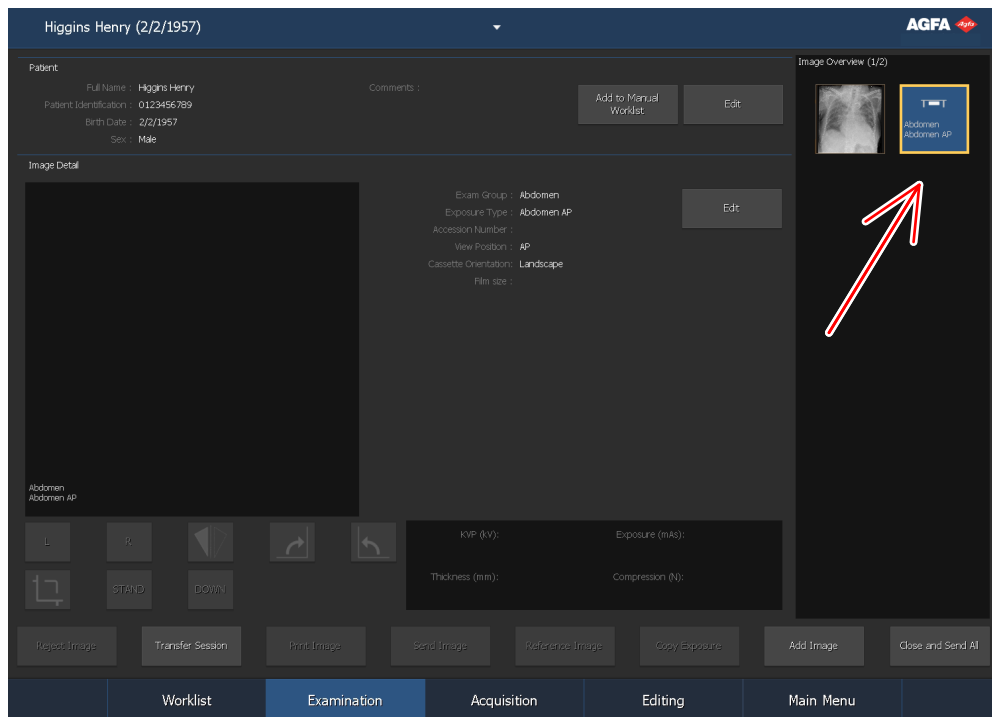 Higgins Henry (2/2/1957)
AGFA
Agfa
Patient
Full Name : Higgins Henry
Comments :
Patient Identification : 0123456789
Birth Date : 2/2/1957
Sex : Male
Add to Manual
Worklist
Edit
Image Overview (1/2)
Abdomen
Abdomen AP
Image Detail
Exam Group : Abdomen
Exposure Type : Abdomen AP
Accession Number :
View Position : AP
Cassette Orientation: Landscape
Film size :
Edit
Abdomen
Abdomen AP
L
R
STAND
DOWN
KVP (kV):
Exposure (mAs):
Thickness (mm):
Compression (N):
Reject Image
Transfer Session
Print Image
Send Image
Reference Image
Copy Exposure
Add Image
Close and Send All
Worklist
Examination
Acquisition
Editing
Main Menu